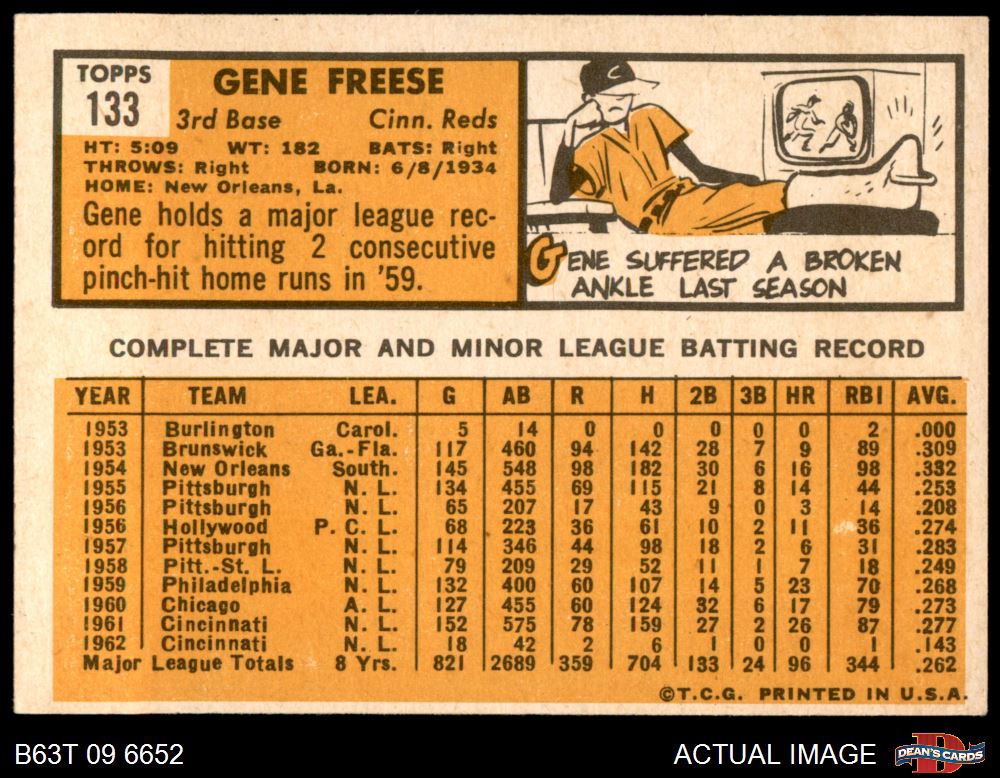 TOPPS
133
GENE FREESE
3rd Base Cinn. Reds
HT: 5:09 WT: 182 BATS: Right
THROWS: Right BORN: 6/8/1934
HOME: New Orleans, La.
Gene holds a major league rec-
ord for hitting 2 consecutive
pinch-hit home runs in '59.
C
GENE SUFFERED A BROKEN
ANKLE LAST SEASON
COMPLETE MAJOR AND MINOR LEAGUE BATTING RECORD
YEAR TEAM LEA. G AB R H 2B 3B HR RBI AVG.
1953 Burlington Carol. 5 14 0 0 0 0 0 2 .000
1953 Brunswick Ga.-Fla. 117 460 94 142 28 7 9 89 .309
1954 New Orleans South. 145 548 98 182 30 6 16 98 .332
1955 Pittsburgh N. L. 134 455 69 115 21 8 14 44 .253
1956 Pittsburgh N. L. 65 207 17 43 9 0 3 14 .208
1956 Hollywood P. C. L. 68 223 36 61 10 2 11 36 .274
1957 Pittsburgh N. L. 114 346 44 98 18 2 6 31 .283
1958 Pitt.-St. L. N. L. 79 209 29 52 11 1 7 18 .249
1959 Philadelphia N. L. 132 400 60 107 14 5 23 70 .268
1960 Chicago A. L. 127 455 60 124 32 6 17 79 .273
1961 Cincinnati N. L. 152 575 78 159 27 2 26 87 .277
1962 Cincinnati N. L. 18 42 2 6 1 0 0 1 .143
Major League Totals 8 Yrs. 821 2689 359 704 133 24 96 344 .262
©T.C.G. PRINTED IN U.S.A.
B63T 09 6652 ACTUAL IMAGE DEAN'S CARDS